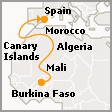 Spain
Morocco
Canary
Islands
Algeria
Mali
Burkina Faso